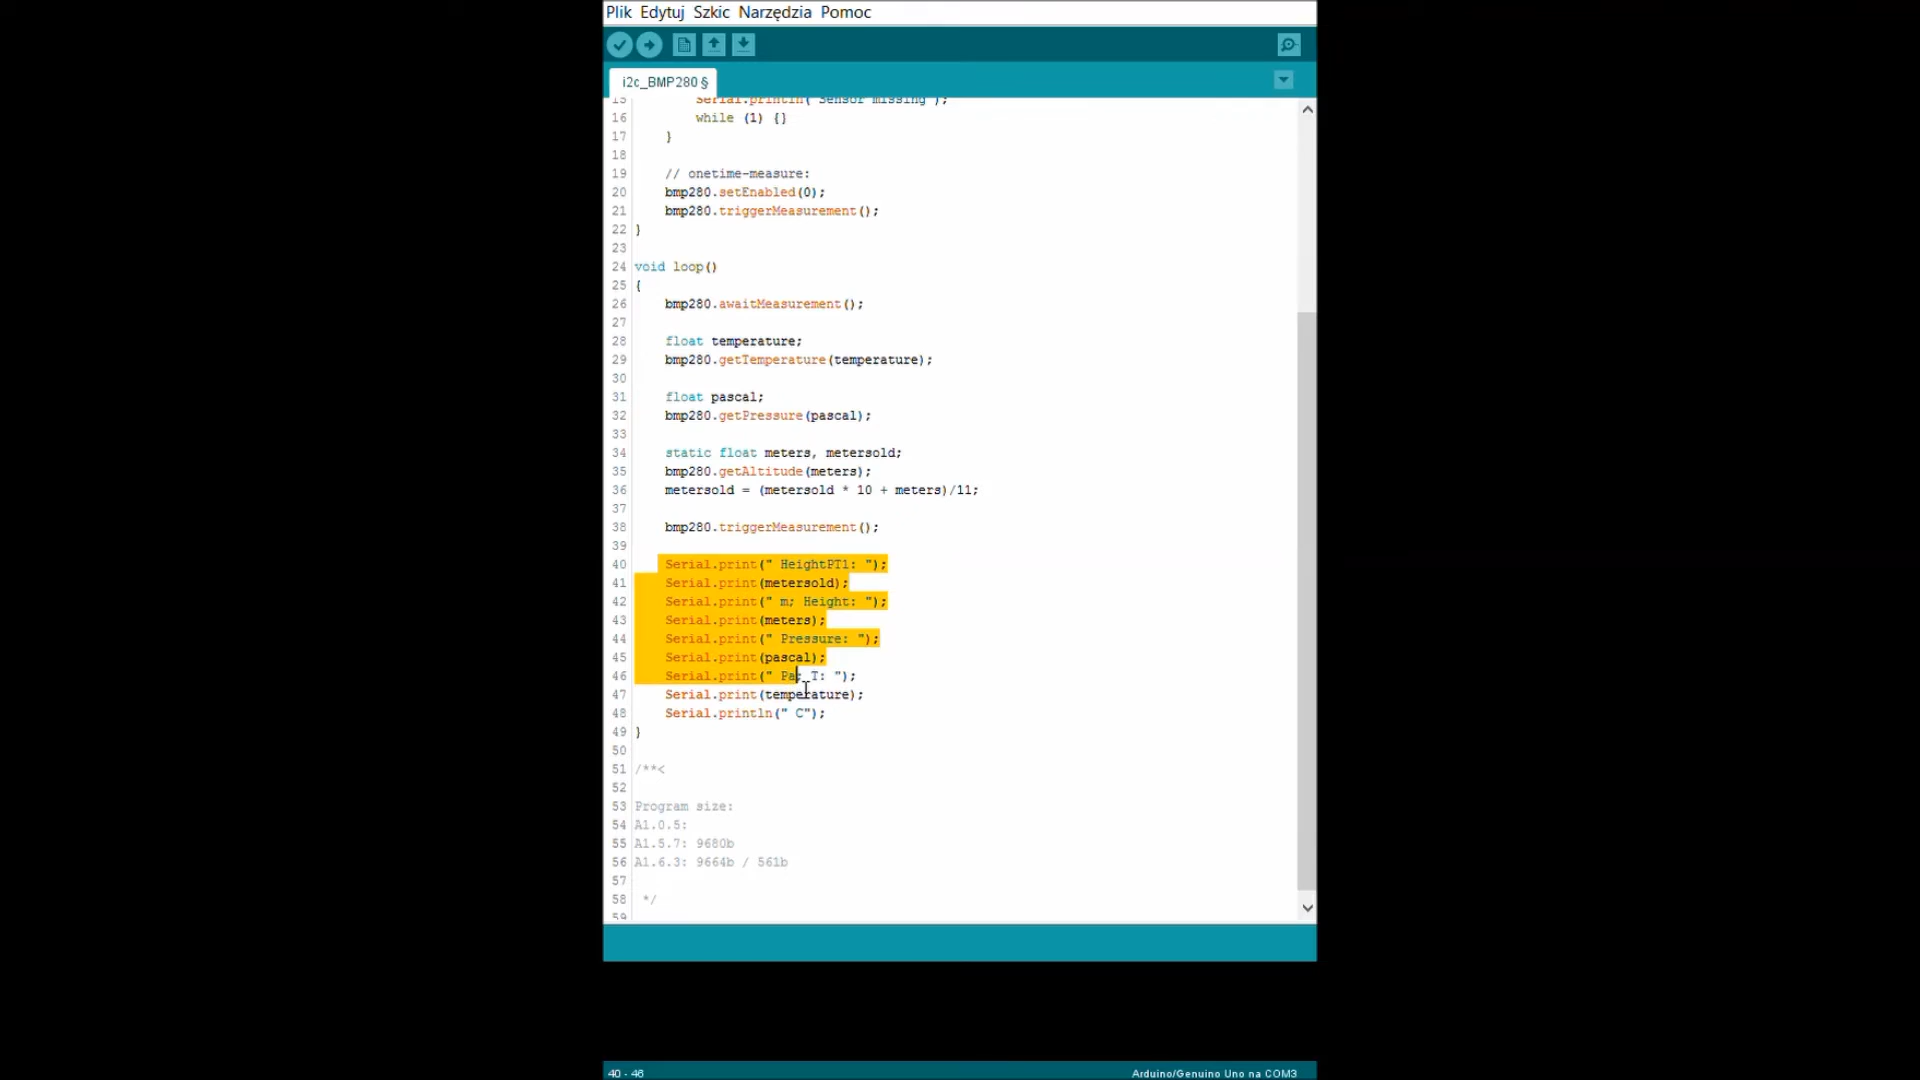 Plik Edytuj Szkic Narzędzia Pomoc
i2c_BMP280 §
15 Serial.println("Sensor missing");
16 while (1) {}
17 }
18
19 // onetime-measure:
20 bmp280.setEnabled(0);
21 bmp280.triggerMeasurement();
22 }
23
24 void loop()
25 {
26 bmp280.awaitMeasurement();
27
28 float temperature;
29 bmp280.getTemperature(temperature);
30
31 float pascal;
32 bmp280.getPressure(pascal);
33
34 static float meters, metersold;
35 bmp280.getAltitude(meters);
36 metersold = (metersold * 10 + meters)/11;
37
38 bmp280.triggerMeasurement();
39
40 Serial.print(" HeightPT1: ");
41 Serial.print(metersold);
42 Serial.print(" m; Height: ");
43 Serial.print(meters);
44 Serial.print(" Pressure: ");
45 Serial.print(pascal);
46 Serial.print(" Pa; T: ");
47 Serial.print(temperature);
48 Serial.println(" C");
49 }
50
51 /**<
52
53 Program size:
54 A1.0.5:
55 A1.5.7: 9680b
56 A1.6.3: 9664b / 561b
57
58 */
59
40 - 46 Arduino/Genuino Uno na COM3